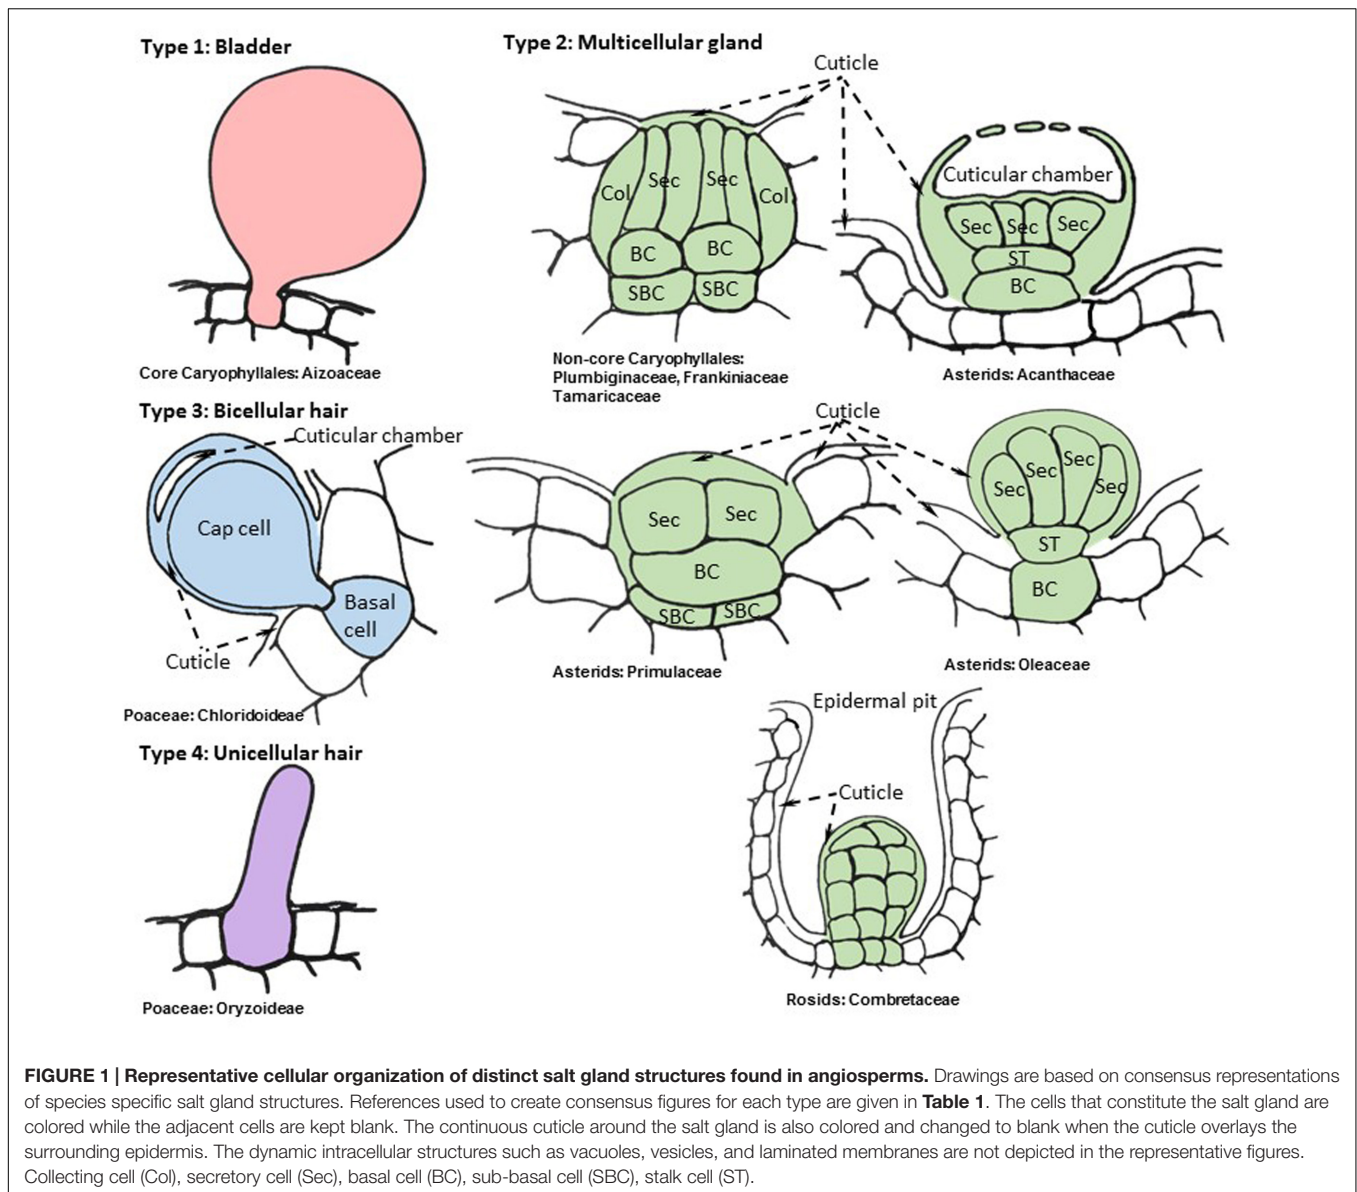 Type 1: Bladder
Core Caryophyllales: Aizoaceae
Type 2: Multicellular gland
Cuticle
Col
Sec
Sec
Col
BC
BC
SBC
SBC
Non-core Caryophyllales:
Plumbiginaceae, Frankiniaceae
Tamaricaceae
Cuticular chamber
Sec
Sec
Sec
ST
BC
Asterids: Acanthaceae
Type 3: Bicellular hair
Cuticular chamber
Cap cell
Basal
cell
Cuticle
Poaceae: Chloridoideae
Cuticle
Sec
Sec
BC
SBC
SBC
Asterids: Primulaceae
Sec
Sec
Sec
Sec
ST
BC
Asterids: Oleaceae
Type 4: Unicellular hair
Poaceae: Oryzoideae
Epidermal pit
Cuticle
Rosids: Combretaceae
FIGURE 1 | Representative cellular organization of distinct salt gland structures found in angiosperms. Drawings are based on consensus representations
of species specific salt gland structures. References used to create consensus figures for each type are given in Table 1. The cells that constitute the salt gland are
colored while the adjacent cells are kept blank. The continuous cuticle around the salt gland is also colored and changed to blank when the cuticle overlays the
surrounding epidermis. The dynamic intracellular structures such as vacuoles, vesicles, and laminated membranes are not depicted in the representative figures.
Collecting cell (Col), secretory cell (Sec), basal cell (BC), sub-basal cell (SBC), stalk cell (ST).